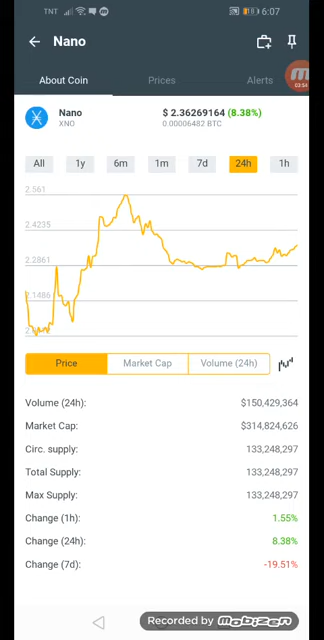 TNT 6:07
Nano
03:54
About Coin Prices Alerts
Nano $ 2.36269164 (8.38%)
XNO 0.00006482 BTC
All 1y 6m 1m 7d 24h 1h
2.561
2.4235
2.2861
2.1486
Price Market Cap Volume (24h)
Volume (24h): $150,429,364
Market Cap: $314,824,626
Circ. supply: 133,248,297
Total Supply: 133,248,297
Max Supply: 133,248,297
Change (1h): 1.55%
Change (24h): 8.38%
Change (7d): -19.51%
Recorded by Mobizen